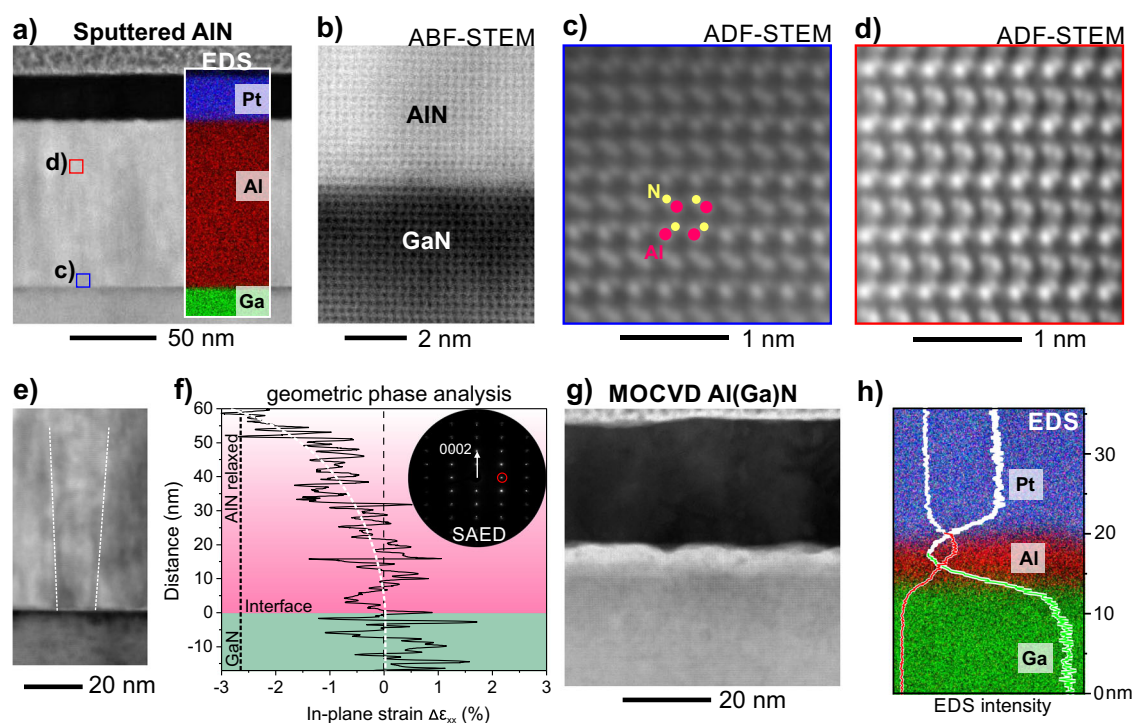 a) Sputtered AlN
EDS
Pt
Al
Ga
d)
c)
50 nm
b) ABF-STEM
AlN
GaN
2 nm
c) ADF-STEM
N
Al
1 nm
d) ADF-STEM
1 nm
e)
20 nm
f) geometric phase analysis
60
50
40
30
20
10
0
-10
Distance (nm)
AlN relaxed
Interface
GaN
0002
SAED
-3 -2 -1 0 1 2 3
In-plane strain Δεxx (%)
g) MOCVD Al(Ga)N
20 nm
h)
EDS
Pt
Al
Ga
30
20
10
0nm
EDS intensity